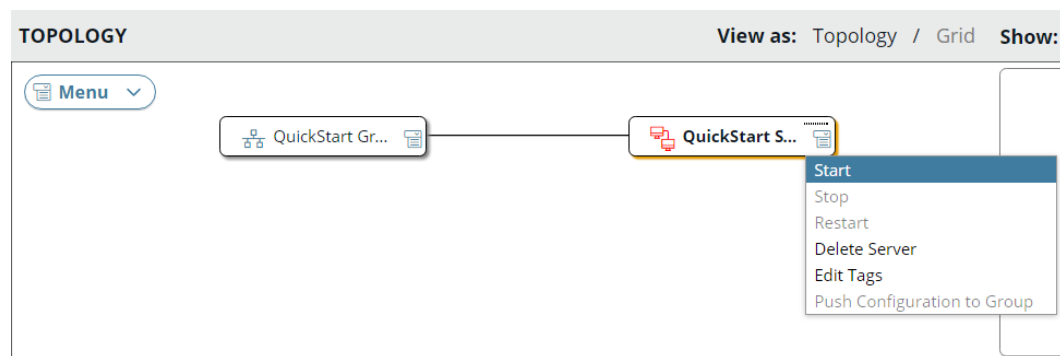 TOPOLOGY View as: Topology / Grid Show:
Menu
QuickStart Gr... QuickStart S...
Start
Stop
Restart
Delete Server
Edit Tags
Push Configuration to Group